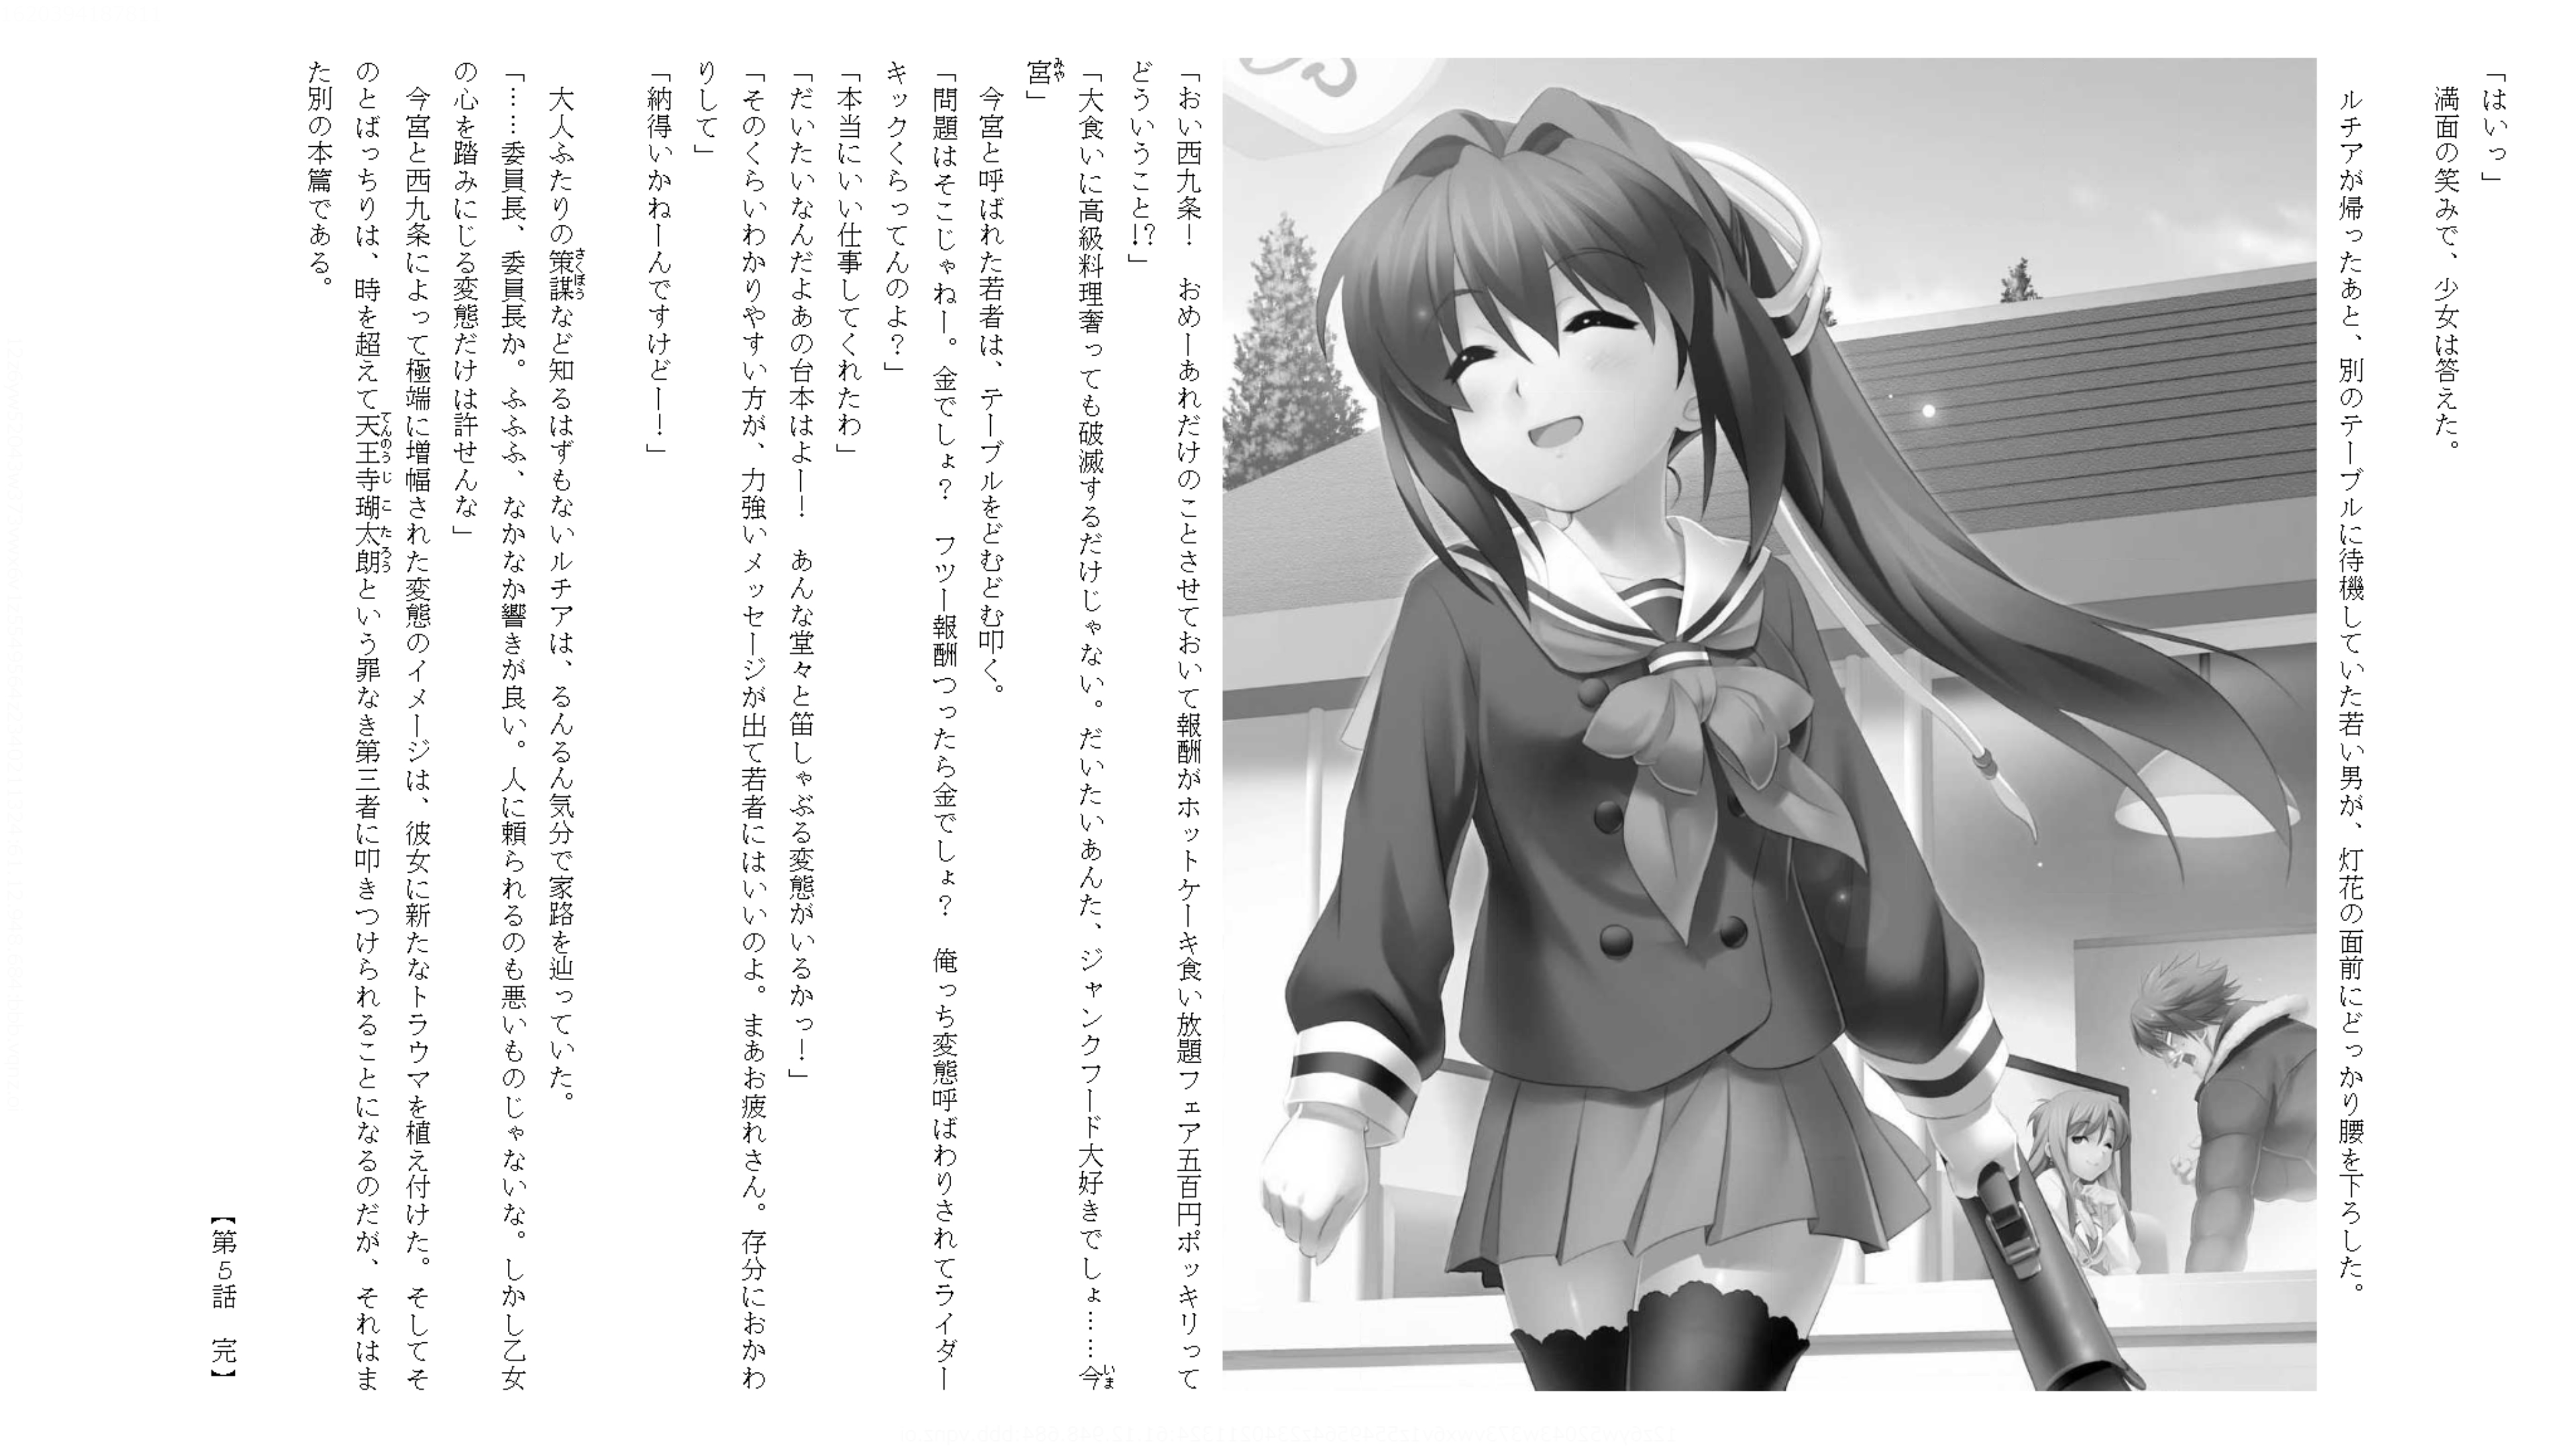 「はいっ」
満面の笑みで、少女は答えた。
ルチアが帰ったあと、別のテーブルに待機していた若い男が、灯花の面前にどっかり腰を下ろした。
「おい西九条！　おめーあれだけのことさせておいて報酬がホットケーキ食い放題フェア五百円ポッキリって
どういうこと!?」
「大食いに高級料理奢っても破滅するだけじゃない。だいたいあんた、ジャンクフード大好きでしょ……今
宮」
今宮と呼ばれた若者は、テーブルをどむどむ叩く。
「問題はそこじゃねー。金でしょ？　フツー報酬つったら金でしょ？　俺っち変態呼ばわりされてライダー
キックくらってんのよ？」
「本当にいい仕事してくれたわ」
「だいたいなんだよあの台本はよー！　あんな堂々と笛しゃぶる変態がいるかっ！」
「そのくらいわかりやすい方が、力強いメッセージが出て若者にはいいのよ。まあお疲れさん。存分におかわ
りして」
「納得いかねーんですけどー！」
大人ふたりの策謀など知るはずもないルチアは、るんるん気分で家路を辿っていた。
「……委員長、委員長か。ふふふ、なかなか響きが良い。人に頼られるのも悪いものじゃないな。しかし乙女
の心を踏みにじる変態だけは許せんな」
今宮と西九条によって極端に増幅された変態のイメージは、彼女に新たなトラウマを植え付けた。そしてそ
のとばっちりは、時を超えて天王寺瑚太朗という罪なき第三者に叩きつけられることになるのだが、それはま
た別の本篇である。
【第５話　完】